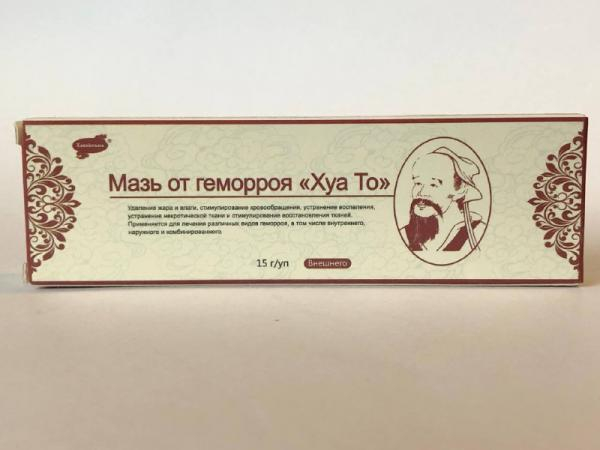 Мазь от геморроя «Хуа То»
Удаление жара и влаги, стимулирование кровообращения, устранение воспаления,
устранение некротической ткани и стимулирование восстановления тканей.
Применяется для лечения различных видов геморроя, в том числе внутреннего,
наружного и комбинированного
15 г/уп
Внешнего